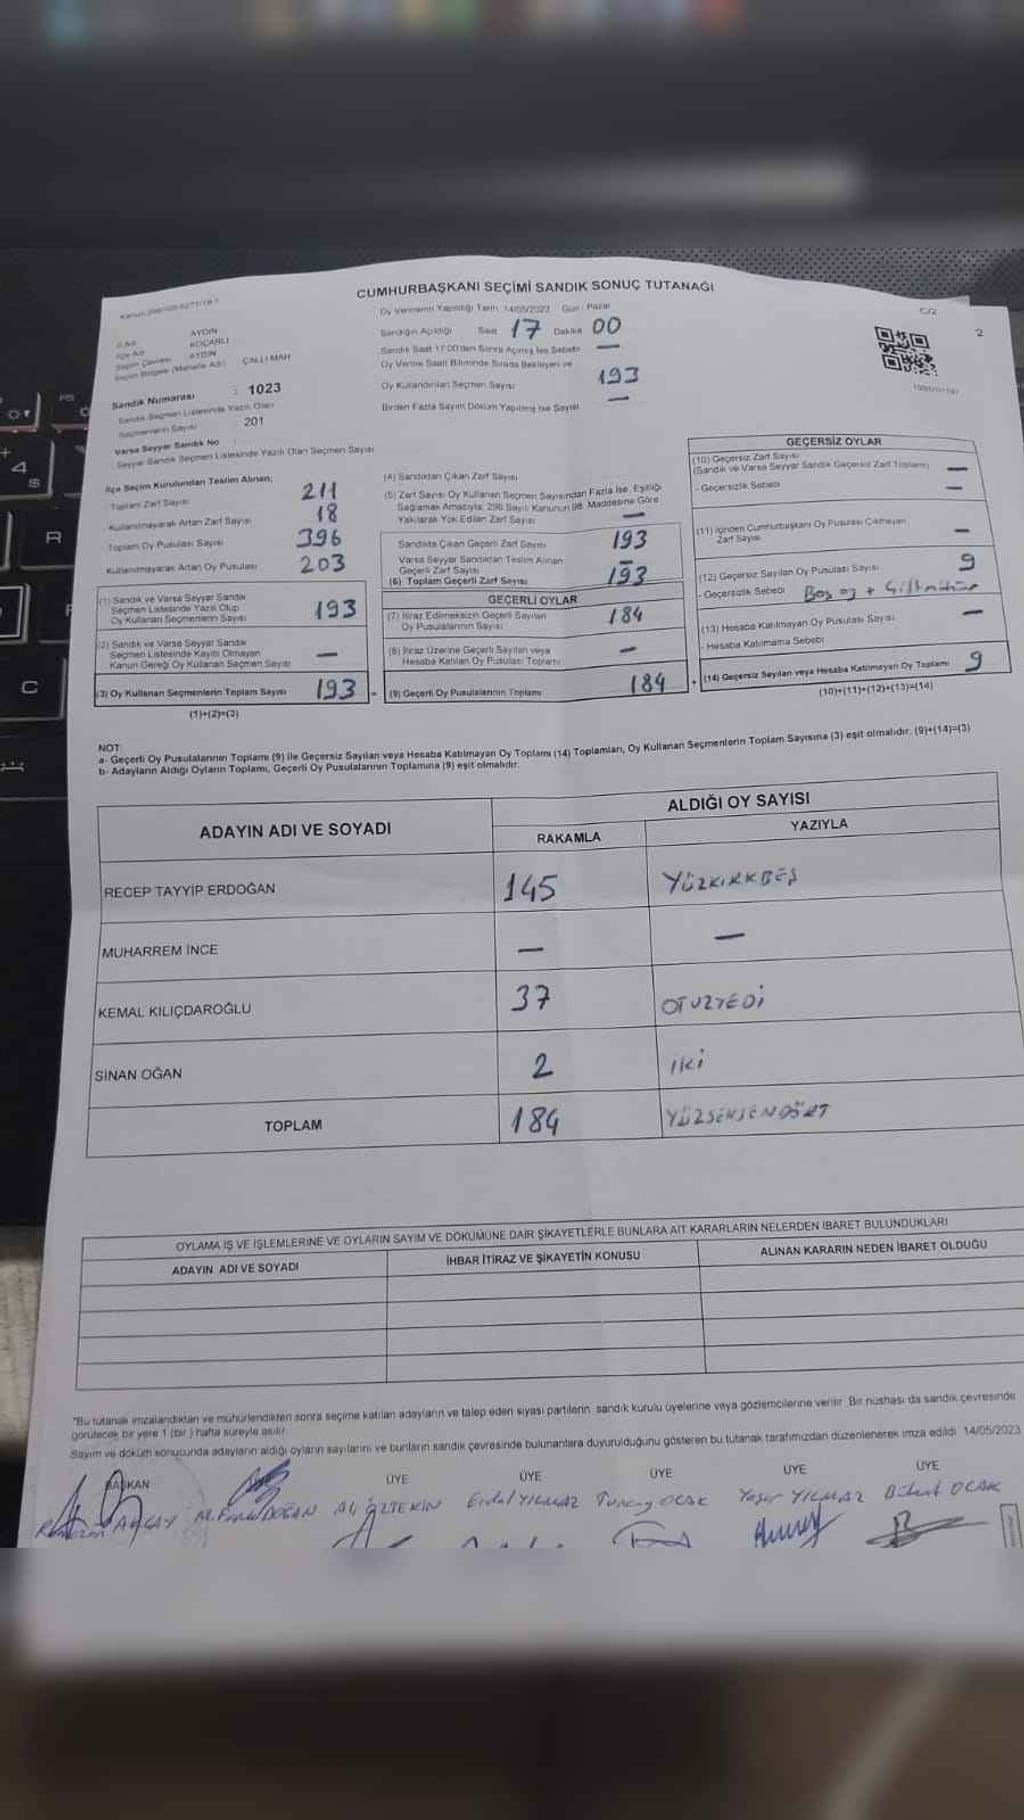 CUMHURBAŞKANI SEÇİMİ SANDIK SONUÇ TUTANAĞI
Oy Vermenin Yapıldığı Tarih 14/05/2023 Gün : Pazar
C/2
2
İl Adı AYDIN
İlçe Adı KOÇARLI
Seçim Çevresi AYDIN
Seçim Bölgesi (Mahalle Adı) ÇALLI MAH
Sandık Numarası : 1023
Sandık Seçmen Listesinde Yazılı Olan
Seçmenlerin Sayısı 201
Varsa Seyyar Sandık No
Seyyar Sandık Seçmen Listesinde Yazılı Olan Seçmen Sayısı
Sandığın Açıldığı Saat 17 Dakika 00
Sandık Saat 17:00'den Sonra Açılmış İse Sebebi —
Oy Verme Saati Bitiminde Sırada Bekleyen ve
Oy Kullandırılan Seçmen Sayısı 193
Birden Fazla Sayım Döküm Yapılmış İse Sayısı —
İlçe Seçim Kurulundan Teslim Alınan;
- Toplam Zarf Sayısı 211
- Kullanılmayarak Artan Zarf Sayısı 18
- Toplam Oy Pusulası Sayısı 396
- Kullanılmayarak Artan Oy Pusulası 203
(1) Sandık ve Varsa Seyyar Sandık
Seçmen Listesinde Yazılı Olup
Oy Kullanan Seçmenlerin Sayısı 193
(2) Sandık ve Varsa Seyyar Sandık
Seçmen Listesinde Kayıtlı Olmayan
Kanun Gereği Oy Kullanan Seçmen Sayısı —
(3) Oy Kullanan Seçmenlerin Toplam Sayısı 193
(1)+(2)=(3)
(4) Sandıktan Çıkan Zarf Sayısı
(5) Zarf Sayısı Oy Kullanan Seçmen Sayısından Fazla İse, Eşitliği
Sağlamak Amacıyla, 298 Sayılı Kanunun 98. Maddesine Göre
Yakılarak Yok Edilen Zarf Sayısı —
Sandıkta Çıkan Geçerli Zarf Sayısı 193
Varsa Seyyar Sandıktan Teslim Alınan
Geçerli Zarf Sayısı
(6) Toplam Geçerli Zarf Sayısı 193
GEÇERLİ OYLAR
(7) İtiraz Edilmeksizin Geçerli Sayılan
Oy Pusulalarının Sayısı 184
(8) İtiraz Üzerine Geçerli Sayılan veya
Hesaba Katılan Oy Pusulası Toplamı —
= (9) Geçerli Oy Pusulalarının Toplamı 184
GEÇERSİZ OYLAR
(10) Geçersiz Zarf Sayısı
(Sandık ve Varsa Seyyar Sandık Geçersiz Zarf Toplamı) —
- Geçersizlik Sebebi —
(11) İçinden Cumhurbaşkanı Oy Pusulası Çıkmayan
Zarf Sayısı —
(12) Geçersiz Sayılan Oy Pusulası Sayısı 9
- Geçersizlik Sebebi Boş oy +
(13) Hesaba Katılmayan Oy Pusulası Sayısı —
- Hesaba Katılmama Sebebi
+ (14) Geçersiz Sayılan veya Hesaba Katılmayan Oy Toplamı 9
(10)+(11)+(12)+(13)=(14)
NOT:
a- Geçerli Oy Pusulalarının Toplamı (9) ile Geçersiz Sayılan veya Hesaba Katılmayan Oy Toplamı (14) Toplamları, Oy Kullanan Seçmenlerin Toplam Sayısına (3) eşit olmalıdır. (9)+(14)=(3)
b- Adayların Aldığı Oyların Toplamı, Geçerli Oy Pusulalarının Toplamına (9) eşit olmalıdır.
ADAYIN ADI VE SOYADI
ALDIĞI OY SAYISI
RAKAMLA YAZIYLA
RECEP TAYYİP ERDOĞAN 145 YÜZKIRKBEŞ
MUHARREM İNCE — —
KEMAL KILIÇDAROĞLU 37 OTUZYEDİ
SİNAN OĞAN 2 İKİ
TOPLAM 184 YÜZSEKSENDÖRT
OYLAMA İŞ VE İŞLEMLERİNE VE OYLARIN SAYIM VE DÖKÜMÜNE DAİR ŞİKAYETLERLE BUNLARA AİT KARARLARIN NELERDEN İBARET BULUNDUKLARI
ADAYIN ADI VE SOYADI İHBAR İTİRAZ VE ŞİKAYETİN KONUSU ALINAN KARARIN NEDEN İBARET OLDUĞU
"Bu tutanak imzalandıktan ve mühürlendikten sonra seçime katılan adayların ve talep eden siyasi partilerin sandık kurulu üyelerine veya gözlemcilerine verilir. Bir nüshası da sandık çevresinde
görülecek bir yere 1 (bir ) hafta süreyle asılır.
Sayım ve döküm sonucunda adayların aldığı oyların sayılarını ve bunların sandık çevresinde bulunanlara duyurulduğunu gösteren bu tutanak tarafımızdan düzenlenerek imza edildi. 14/05/2023
BAŞKAN ÜYE ÜYE ÜYE ÜYE ÜYE
Ramazan AKÇAY ALİ ÖZTEKİN Erdal YILMAZ Tuncay OCAK Yaşar YILMAZ Bülent OCAK
4
$
R
F
C